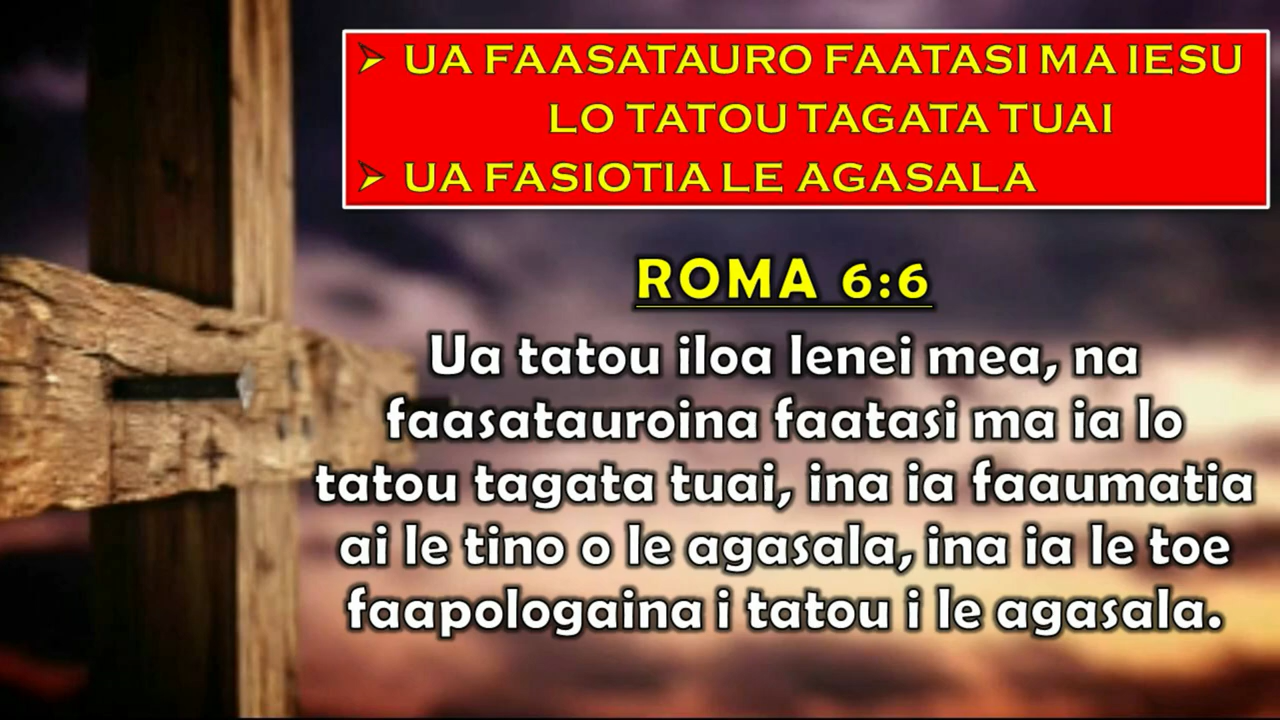 ➢ UA FAASATAURO FAATASI MA IESU
LO TATOU TAGATA TUAI
➢ UA FASIOTIA LE AGASALA
ROMA 6:6
Ua tatou iloa lenei mea, na
faasatauroina faatasi ma ia lo
tatou tagata tuai, ina ia faaumatia
ai le tino o le agasala, ina ia le toe
faapologaina i tatou i le agasala.